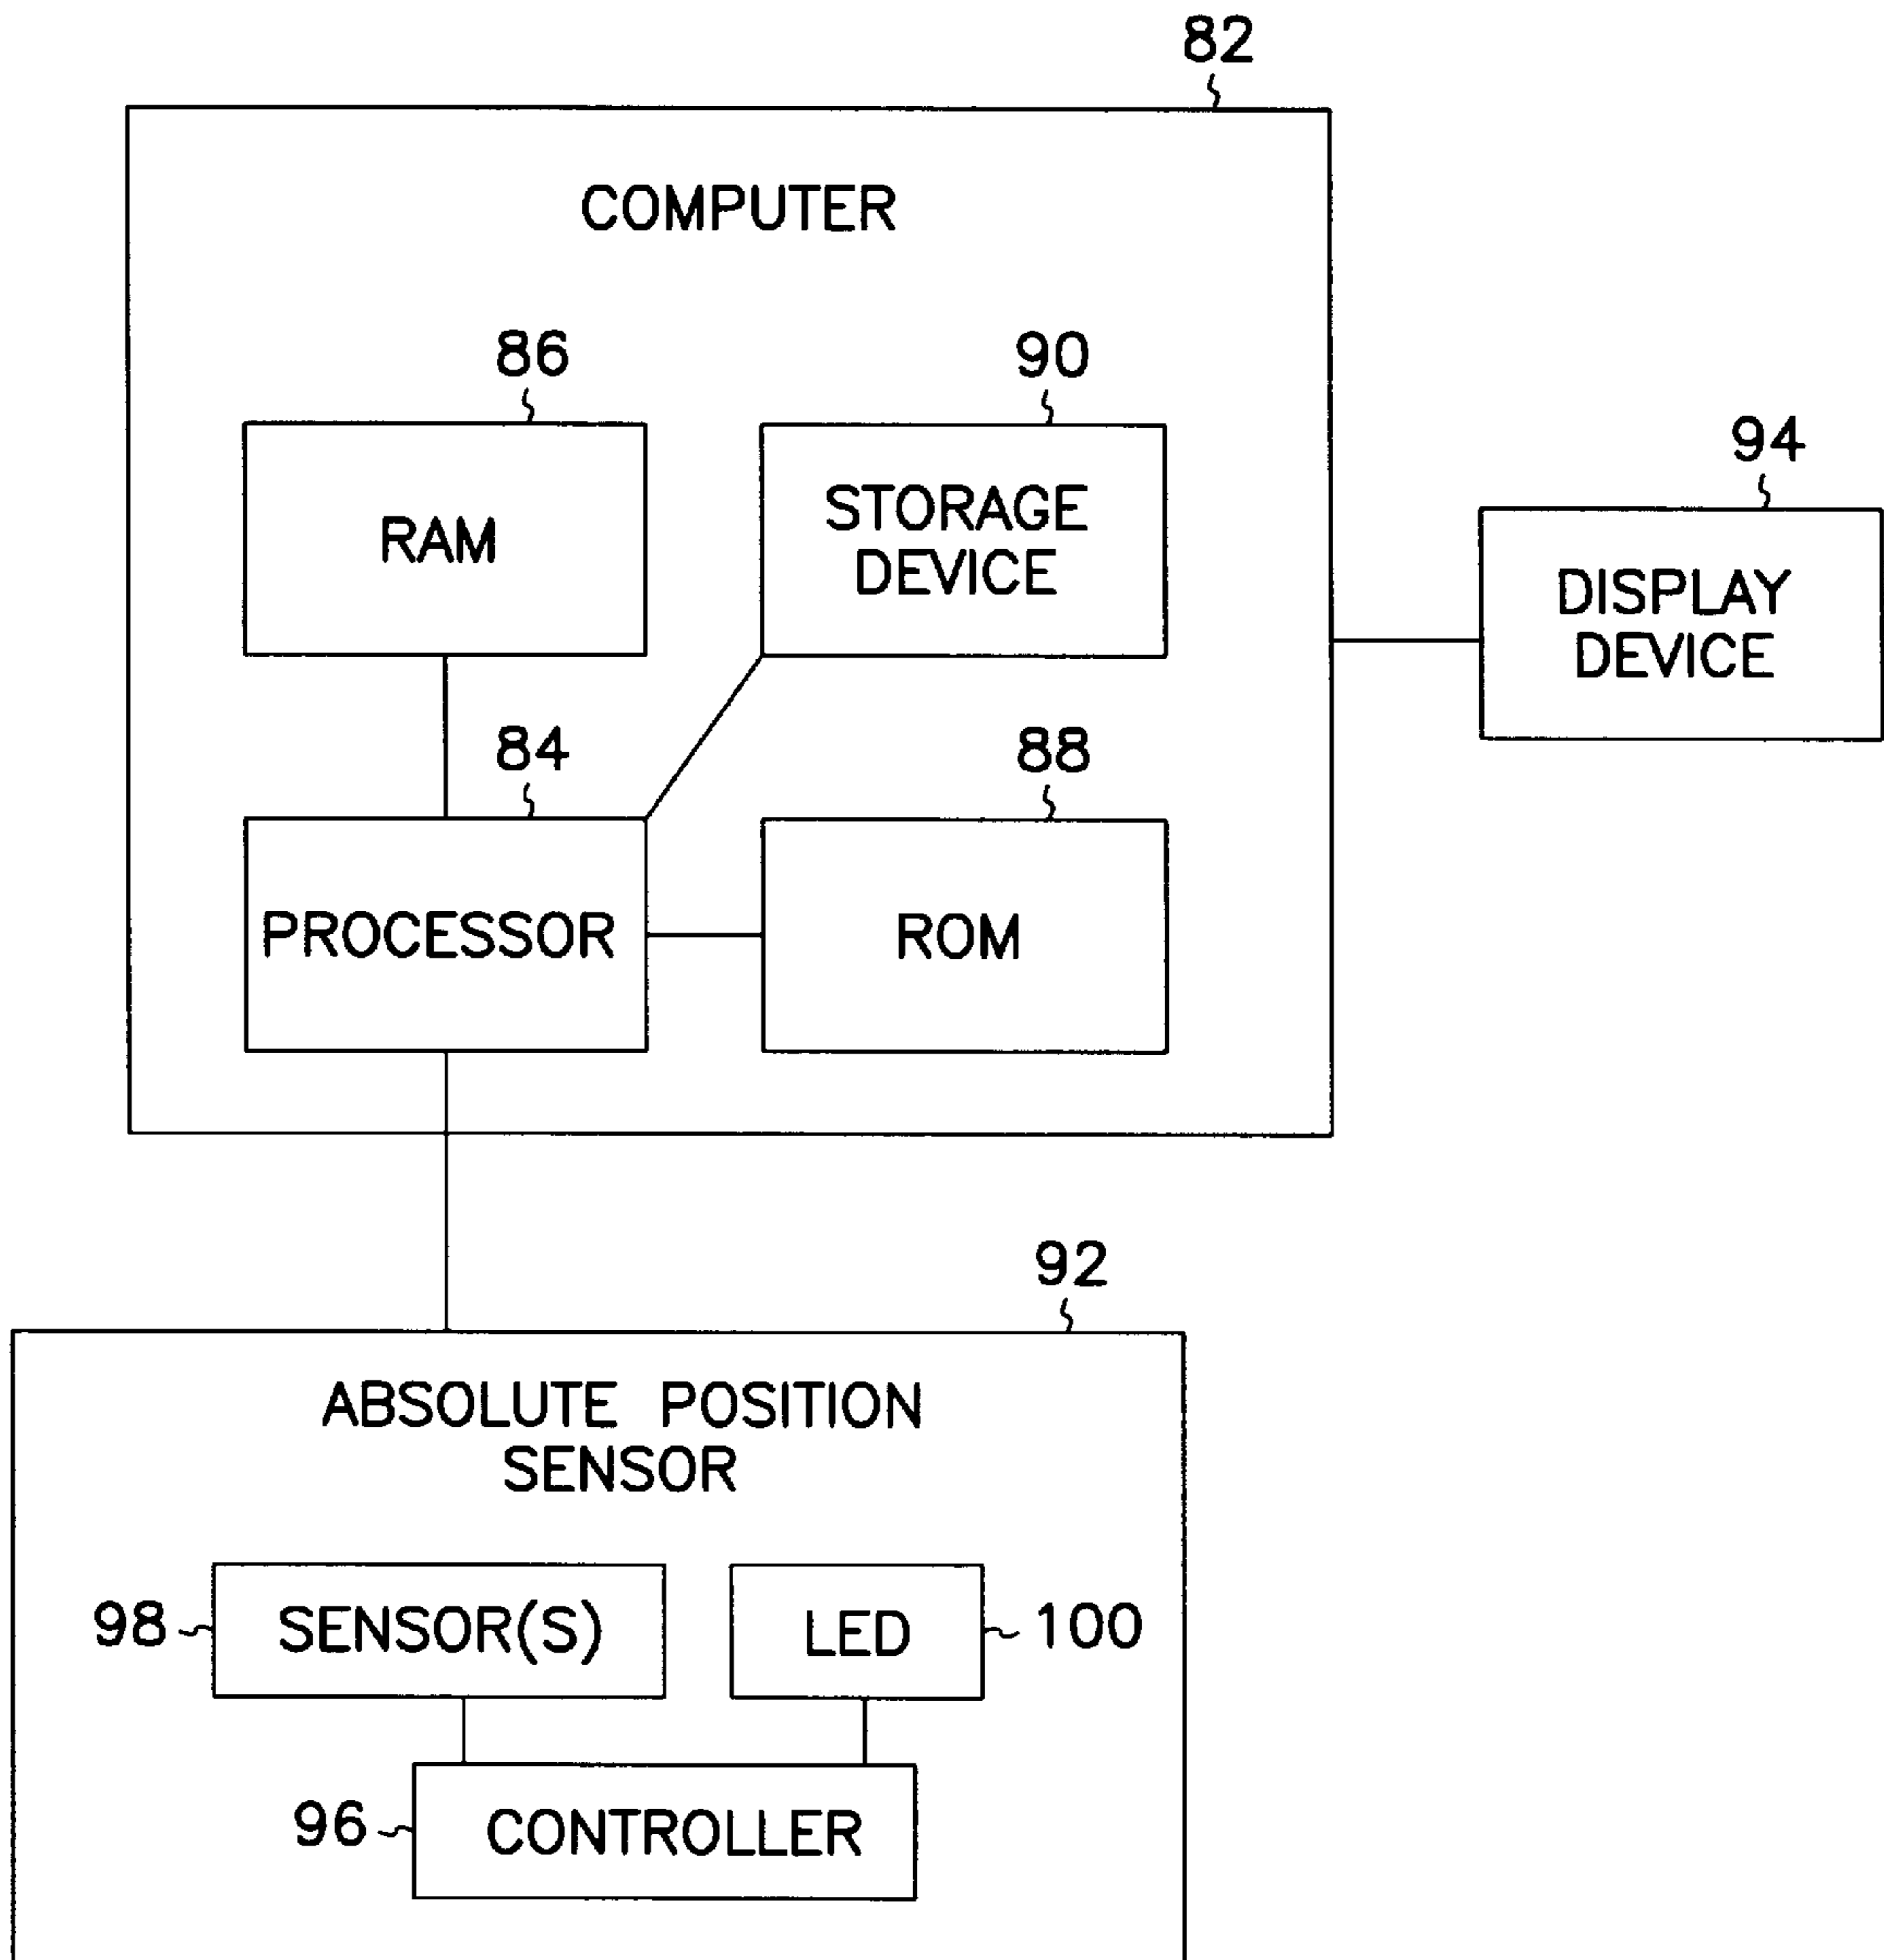 82
COMPUTER
86
90
RAM
STORAGE
DEVICE
94
DISPLAY
DEVICE
84
88
PROCESSOR
ROM
92
ABSOLUTE POSITION
SENSOR
98
SENSOR(S)
LED
100
96
CONTROLLER